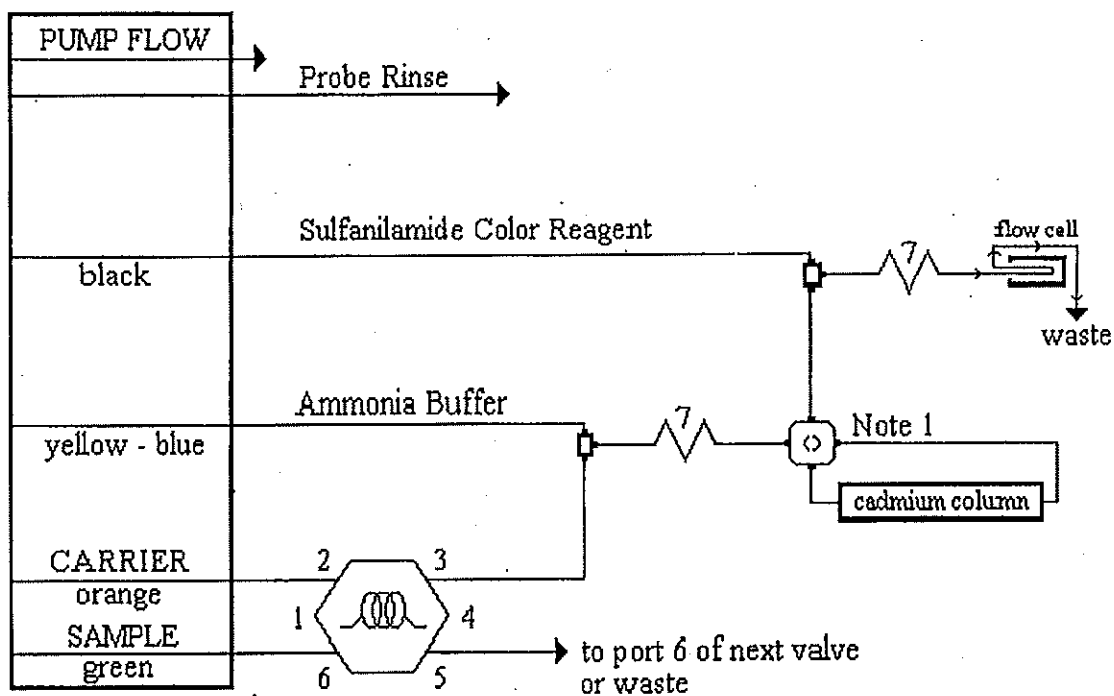 PUMP FLOW
Probe Rinse
Sulfanilamide Color Reagent
black
7
flow cell
waste
Ammonia Buffer
yellow - blue
7
Note 1
cadmium column
CARRIER
orange
2
3
1
4
SAMPLE
green
6
5
to port 6 of next valve
or waste